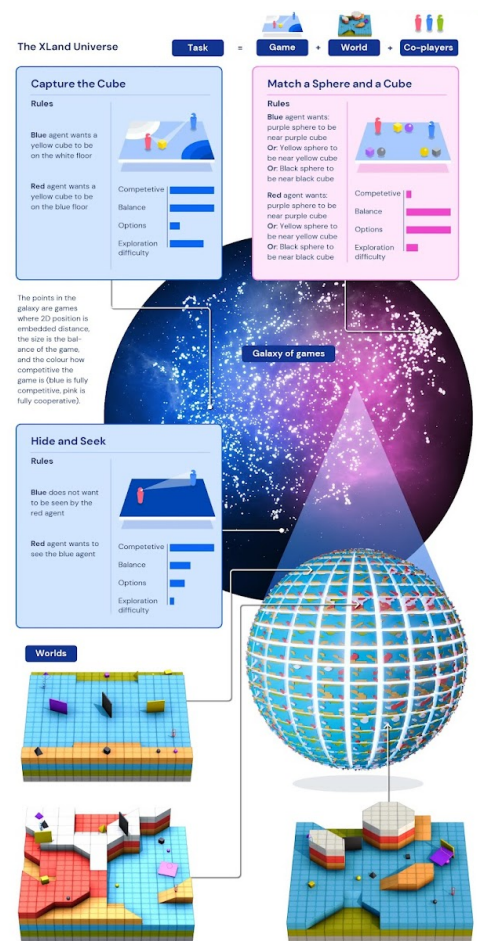 The XLand Universe
Task = Game + World + Co-players
Capture the Cube
Rules
Blue agent wants a
yellow cube to be
on the white floor
Red agent wants a
yellow cube to be
on the blue floor
Competetive
Balance
Options
Exploration
difficulty
Match a Sphere and a Cube
Rules
Blue agent wants:
purple sphere to be
near purple cube
Or: Yellow sphere to
be near yellow cube
Or: Black sphere to
be near black cube
Red agent wants:
purple sphere to be
near purple cube
Or: Yellow sphere to
be near yellow cube
Or: Black sphere to
be near black cube
Competetive
Balance
Options
Exploration
difficulty
The points in the
galaxy are games
where 2D position is
embedded distance,
the size is the bal-
ance of the game,
and the colour how
competitive the
game is (blue is fully
competitive, pink is
fully cooperative).
Galaxy of games
Hide and Seek
Rules
Blue does not want
to be seen by the
red agent
Red agent wants to
see the blue agent
Competetive
Balance
Options
Exploration
difficulty
Worlds